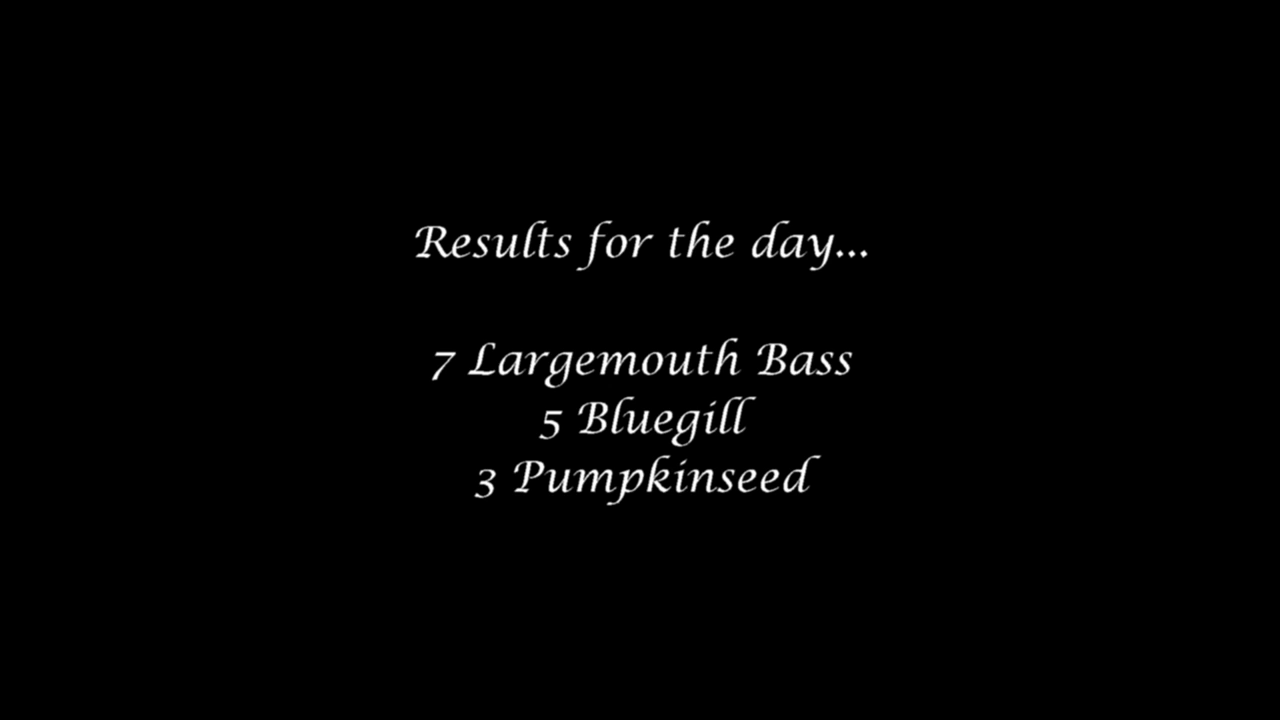 Results for the day...
7 Largemouth Bass
5 Bluegill
3 Pumpkinseed